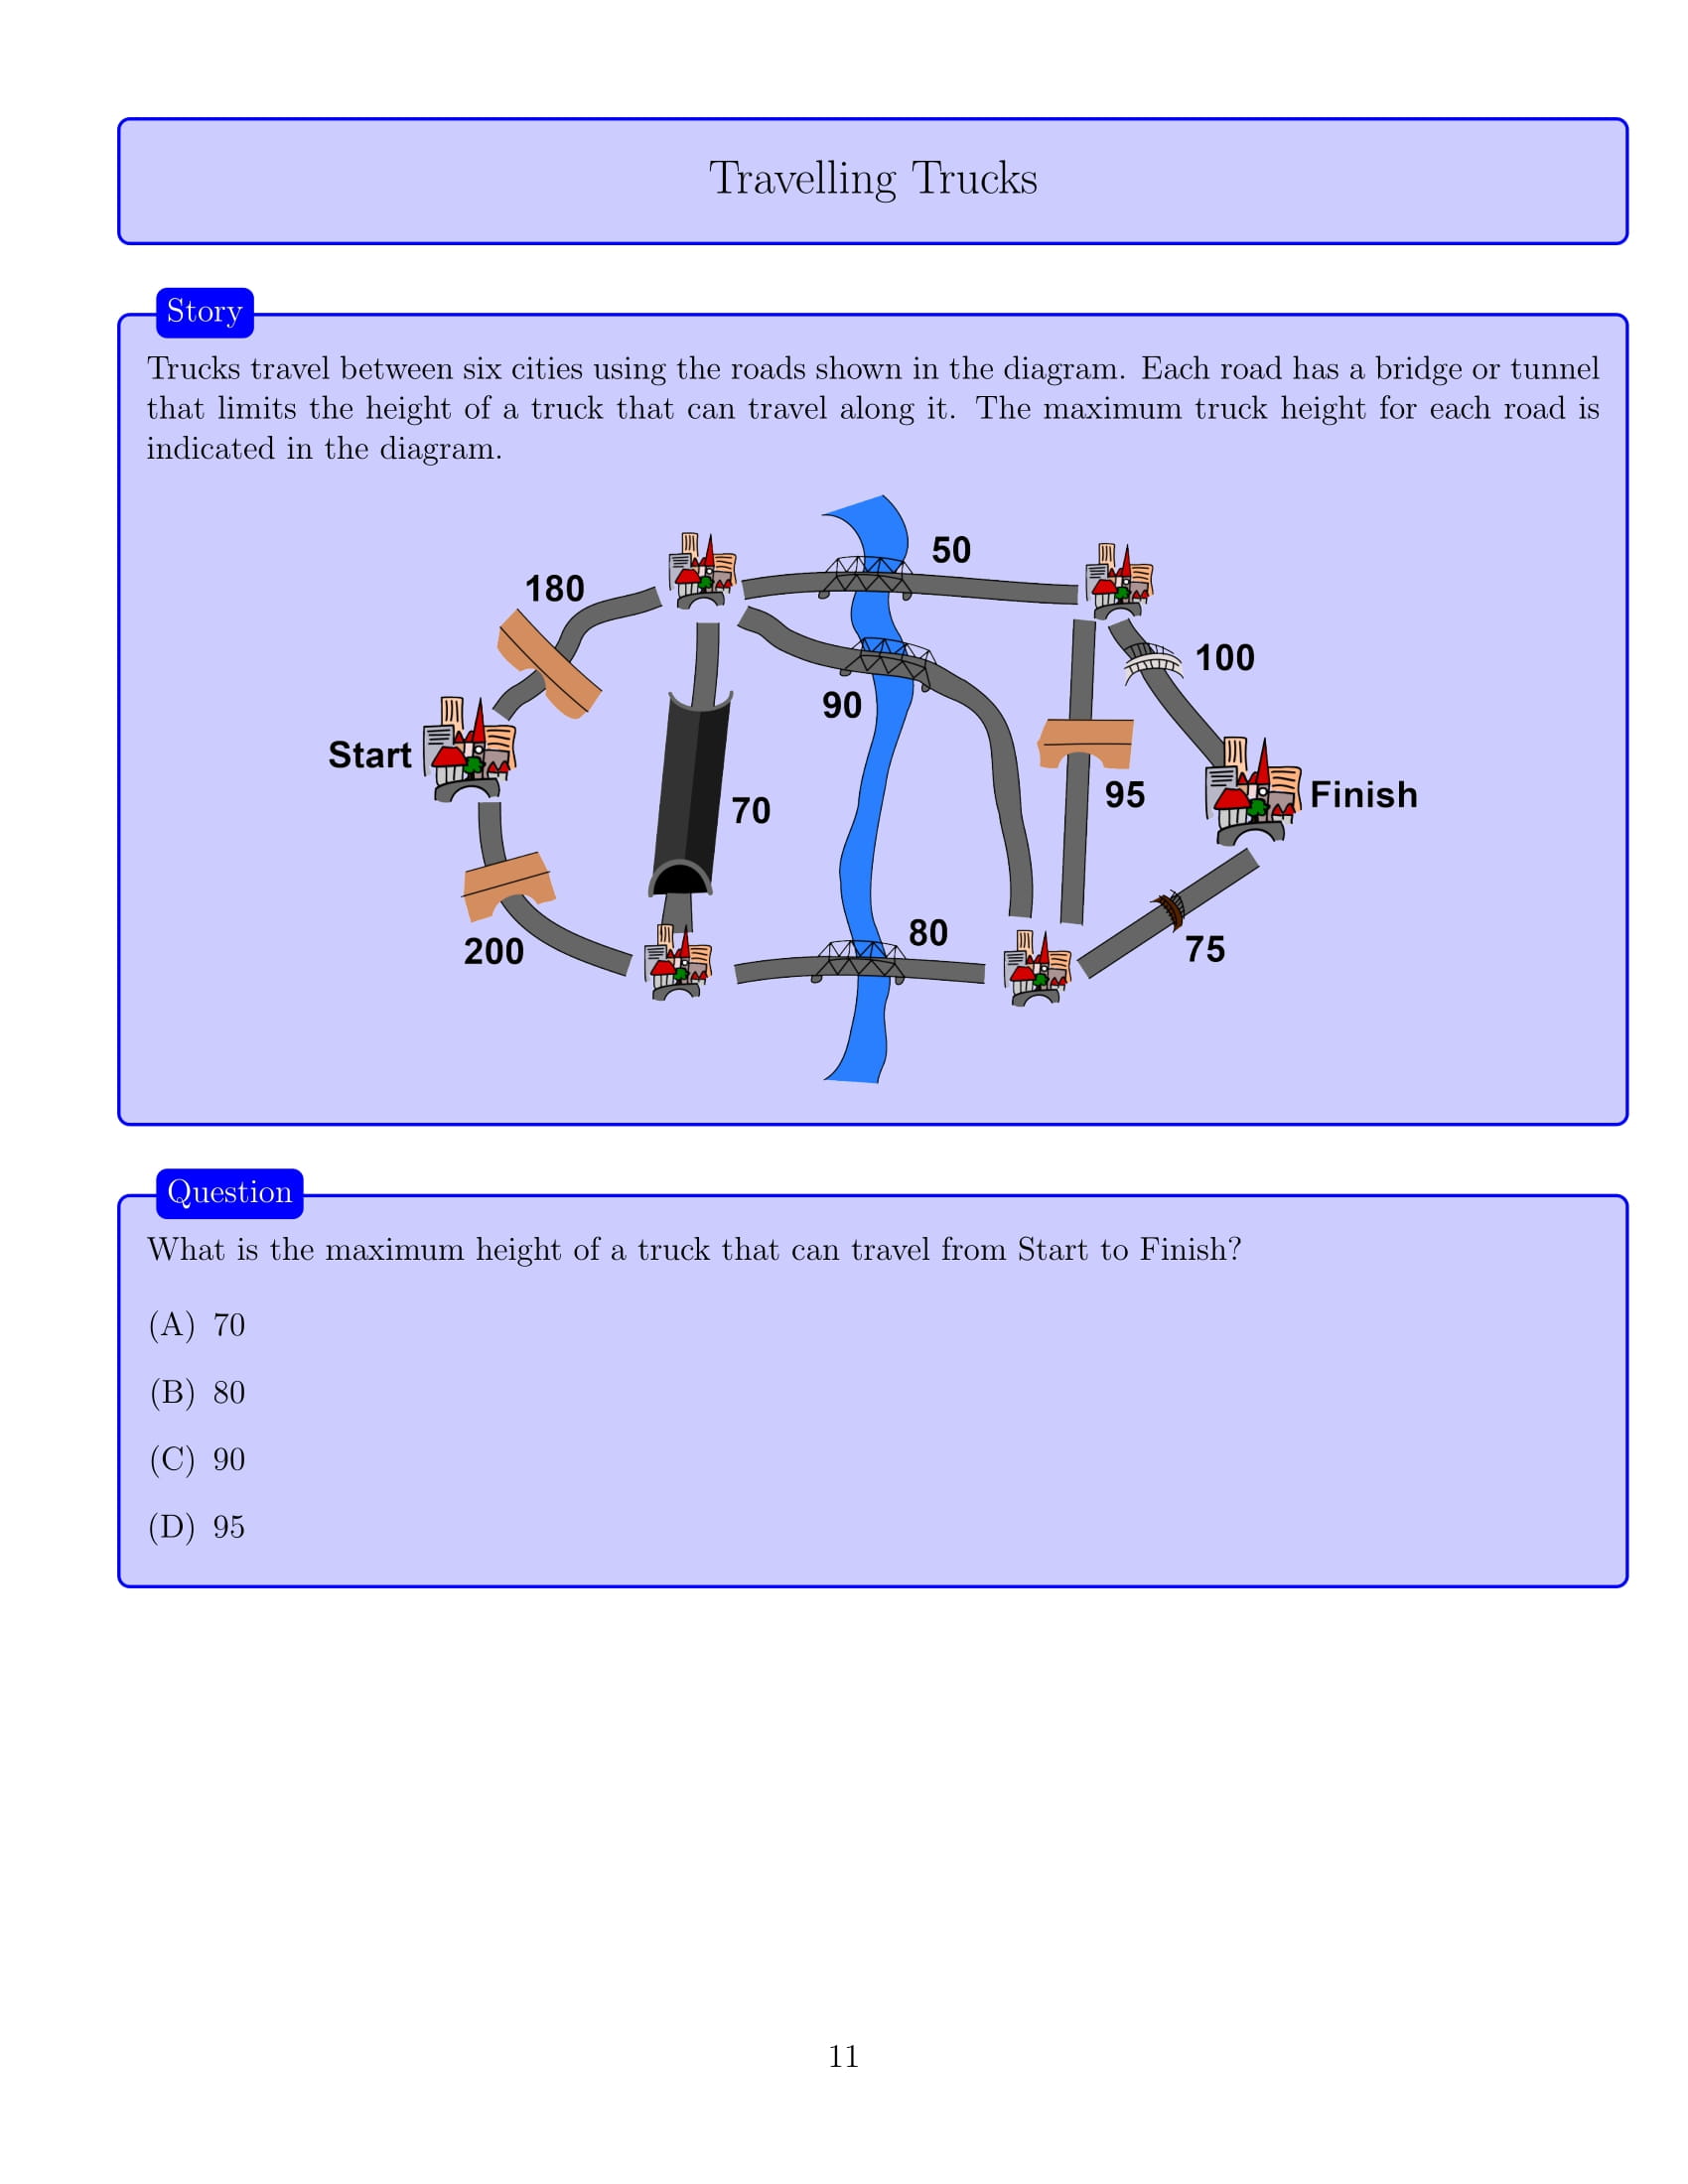 Travelling Trucks
Story
Trucks travel between six cities using the roads shown in the diagram. Each road has a bridge or tunnel
that limits the height of a truck that can travel along it. The maximum truck height for each road is
indicated in the diagram.
50
180
100
90
Start
70
95
Finish
200
80
75
Question
What is the maximum height of a truck that can travel from Start to Finish?
(A) 70
(B) 80
(C) 90
(D) 95
11